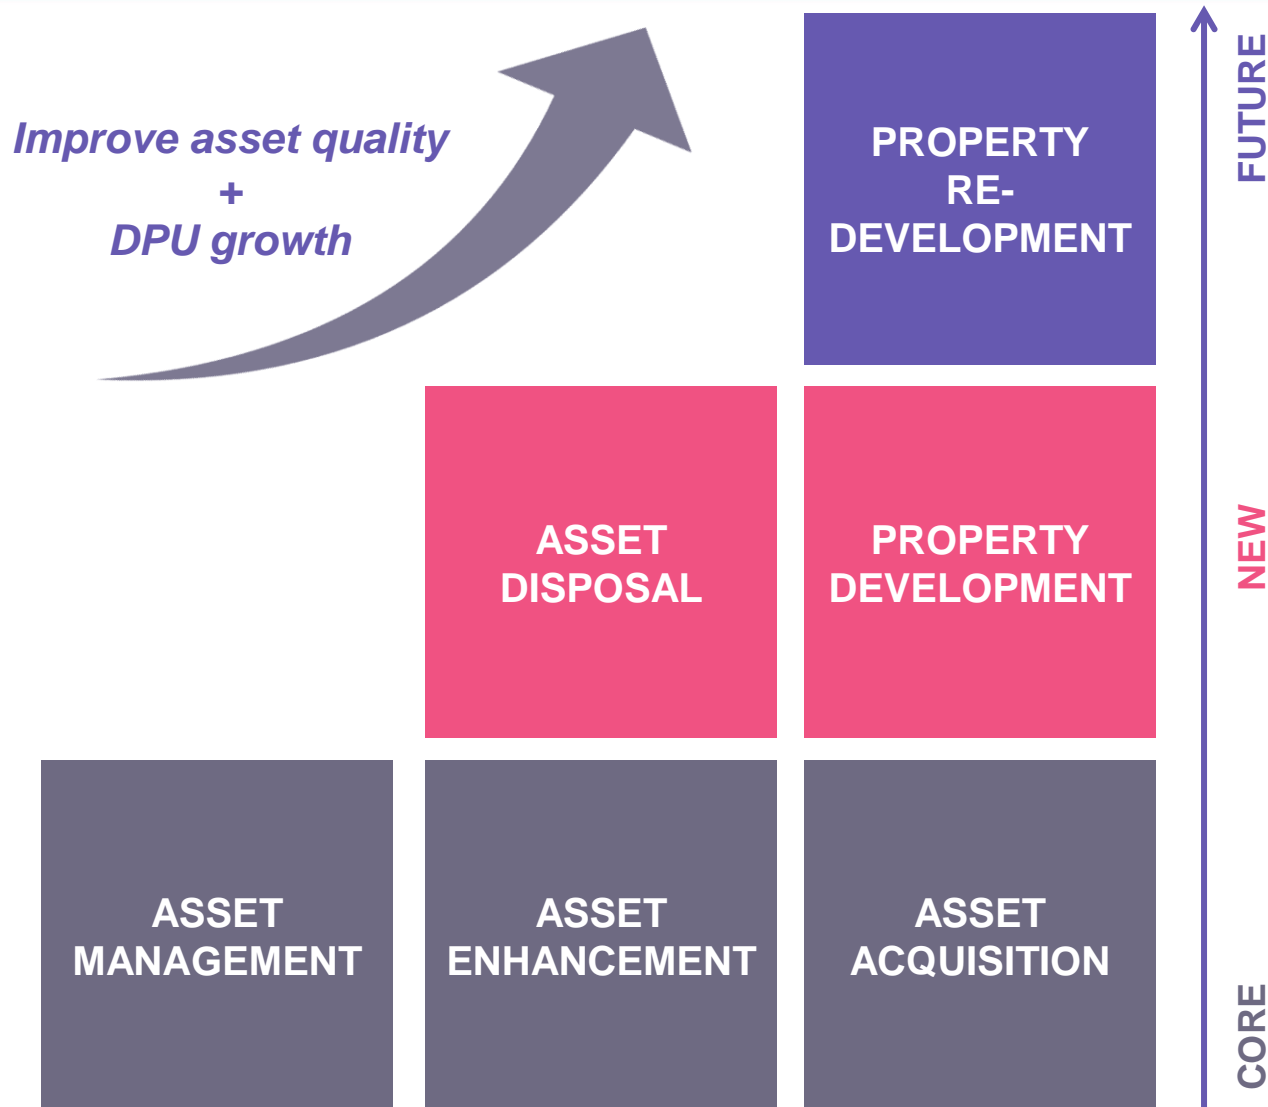 Improve asset quality
+
DPU growth
PROPERTY
RE-
DEVELOPMENT
FUTURE
ASSET
DISPOSAL
PROPERTY
DEVELOPMENT
NEW
ASSET
MANAGEMENT
ASSET
ENHANCEMENT
ASSET
ACQUISITION
CORE